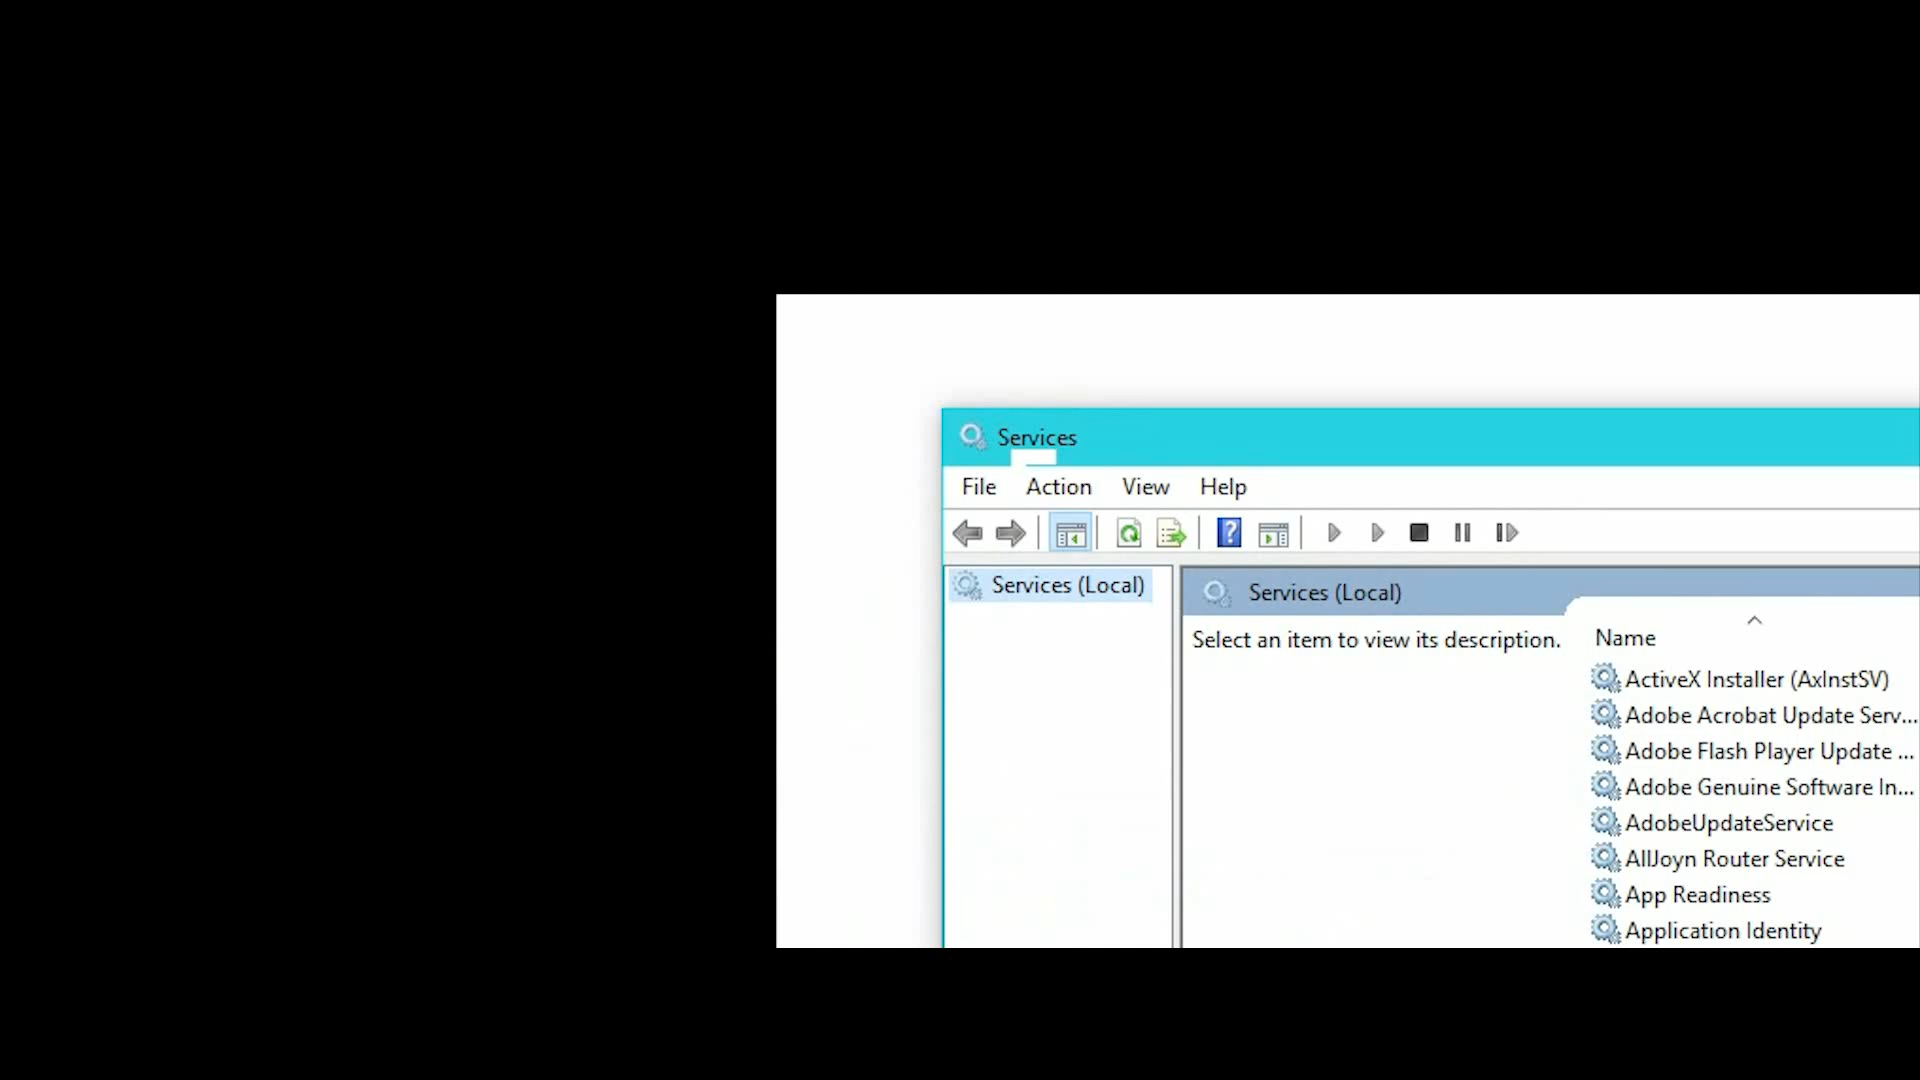 Services
File Action View Help
Services (Local)
Services (Local)
Select an item to view its description.
Name
ActiveX Installer (AxInstSV)
Adobe Acrobat Update Serv...
Adobe Flash Player Update ...
Adobe Genuine Software In...
AdobeUpdateService
AllJoyn Router Service
App Readiness
Application Identity